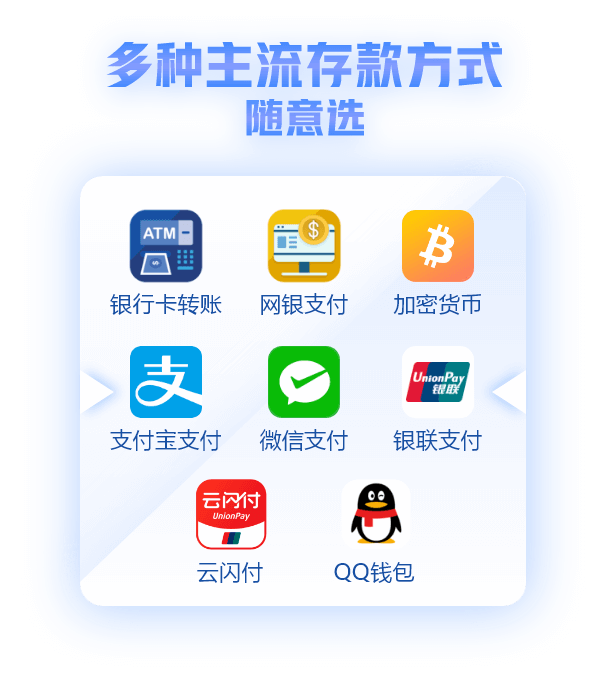 多种主流存款方式
随意选
ATM
$
银行卡转账
网银支付
加密货币
支
UnionPay
银联
支付宝支付
微信支付
银联支付
云闪付
UnionPay
云闪付
QQ钱包